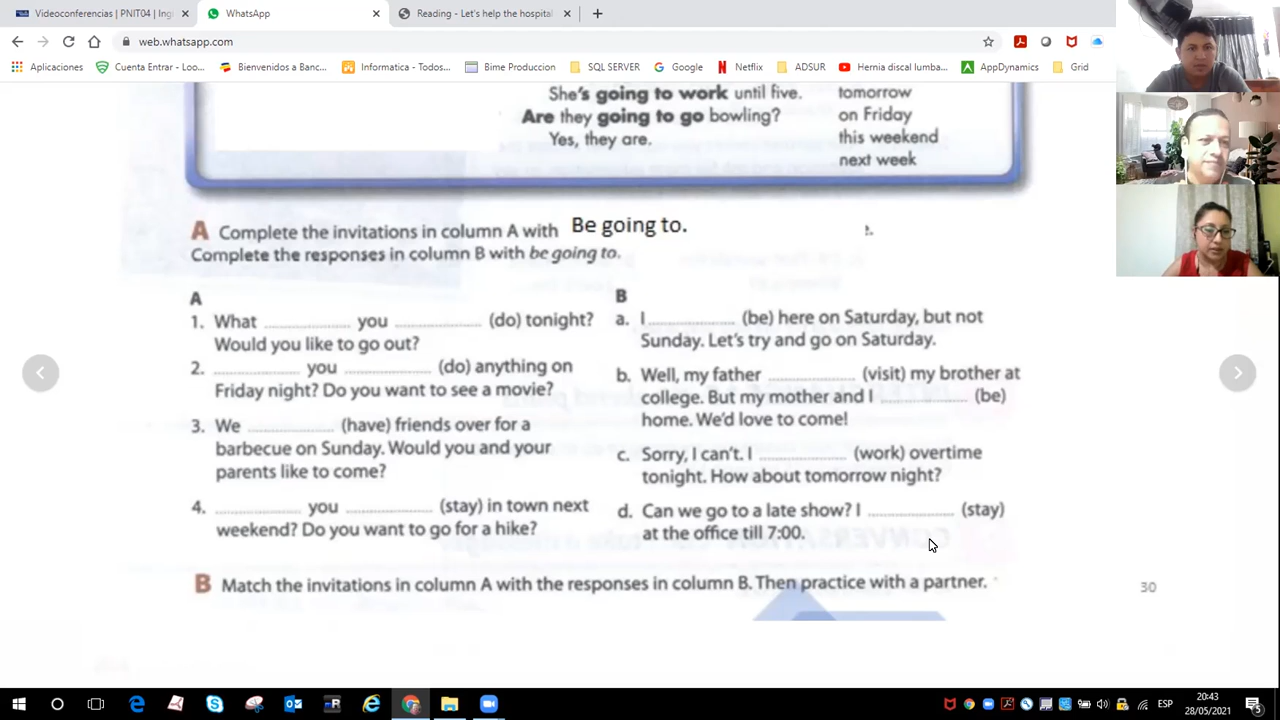 Videoconferencias | PNIT04 | Ing
WhatsApp
Reading - Let's help the hospital
web.whatsapp.com
Aplicaciones
Cuenta Entrar - Loo...
Bienvenidos a Banc...
Informatica - Todos...
BIP in Produccion
SQL SERVER
Google
Netflix
ADSUR
Hernia discal lumba...
AppDynamics
Grid
She's going to work until five.
Are they going to go bowling?
Yes, they are.
tomorrow
on Friday
this weekend
next week
A Complete the invitations in column A with Be going to.
Complete the responses in column B with be going to.
A
1. What ............ you ............ (do) tonight?
Would you like to go out?
2. ............ you ............ (do) anything on
Friday night? Do you want to see a movie?
3. We ............ (have) friends over for a
barbecue on Sunday. Would you and your
parents like to come?
4. ............ you ............ (stay) in town next
weekend? Do you want to go for a hike?
B
a. I ............ (be) here on Saturday, but not
Sunday. Let's try and go on Saturday.
b. Well, my father ............ (visit) my brother at
college. But my mother and I ............ (be)
home. We'd love to come!
c. Sorry, I can't. I ............ (work) overtime
tonight. How about tomorrow night?
d. Can we go to a late show? I ............ (stay)
at the office till 7:00.
B Match the invitations in column A with the responses in column B. Then practice with a partner.
30
ESP
20:43
28/05/2021
5